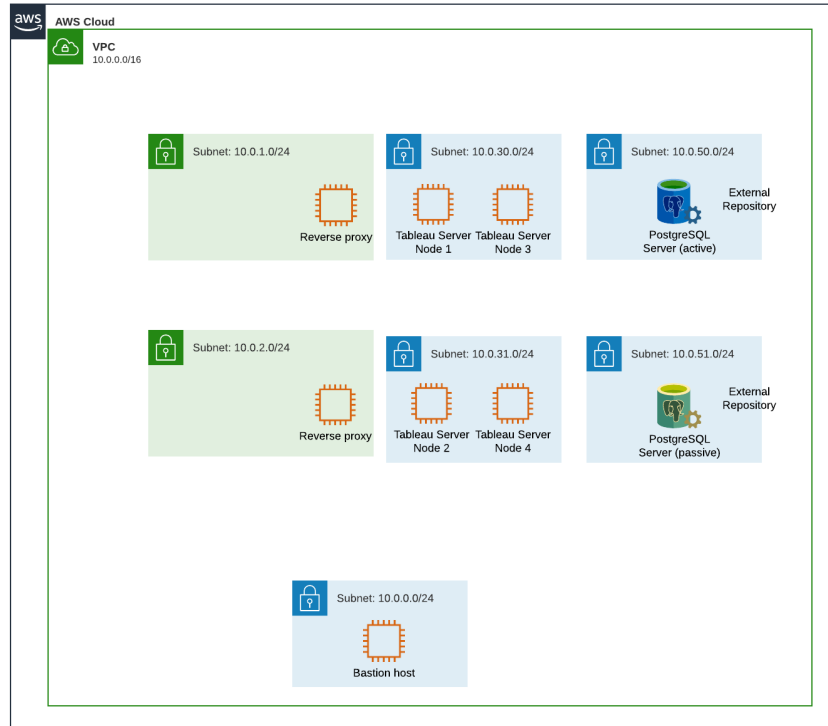 aws
AWS Cloud
VPC
10.0.0.0/16
Subnet: 10.0.1.0/24
Reverse proxy
Subnet: 10.0.30.0/24
Tableau Server
Node 1
Tableau Server
Node 3
Subnet: 10.0.50.0/24
PostgreSQL
Server (active)
External
Repository
Subnet: 10.0.2.0/24
Reverse proxy
Subnet: 10.0.31.0/24
Tableau Server
Node 2
Tableau Server
Node 4
Subnet: 10.0.51.0/24
PostgreSQL
Server (passive)
External
Repository
Subnet: 10.0.0.0/24
Bastion host